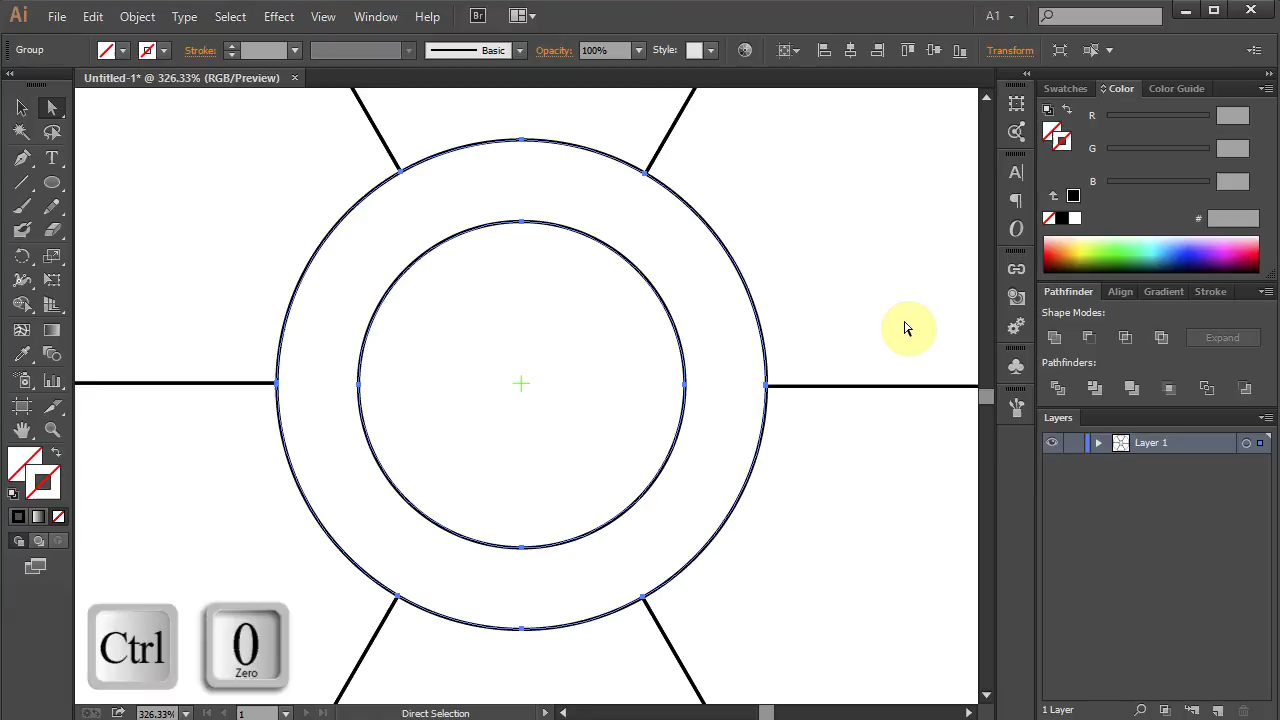 Ai File Edit Object Type Select Effect View Window Help Br A1
Group Stroke: Basic Opacity: 100% Style: Transform
Untitled-1* @ 326.33% (RGB/Preview) ×
Swatches Color Color Guide
R
G
B
#
Pathfinder Align Gradient Stroke
Shape Modes:
Expand
Pathfinders:
Layers
Layer 1
1 Layer
Ctrl
0
Zero
326.33% 1 Direct Selection